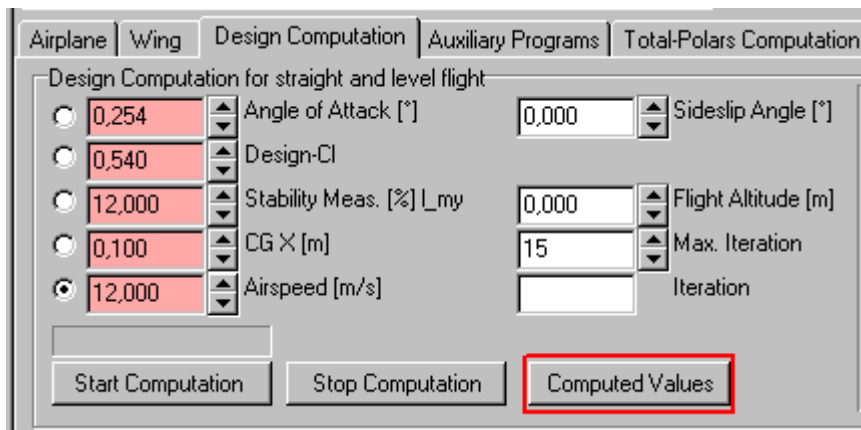 Airplane Wing Design Computation Auxiliary Programs Total-Polars Computation
Design Computation for straight and level flight
0,254 Angle of Attack [°] 0,000 Sideslip Angle [°]
0,540 Design-Cl
12,000 Stability Meas. [%] l_my 0,000 Flight Altitude [m]
0,100 CG X [m] 15 Max. Iteration
12,000 Airspeed [m/s] Iteration
Start Computation Stop Computation Computed Values